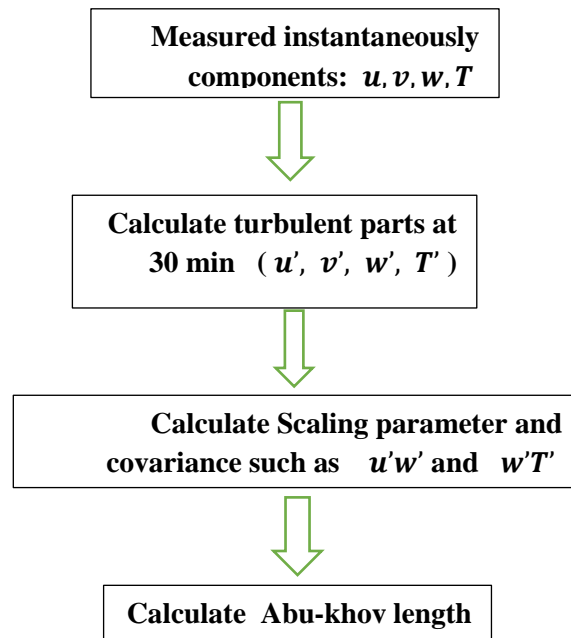 Measured instantaneously
components: u, v, w, T
Calculate turbulent parts at
30 min ( u’, v’, w’, T’ )
Calculate Scaling parameter and
covariance such as u’w’ and w’T’
Calculate Abu-khov length